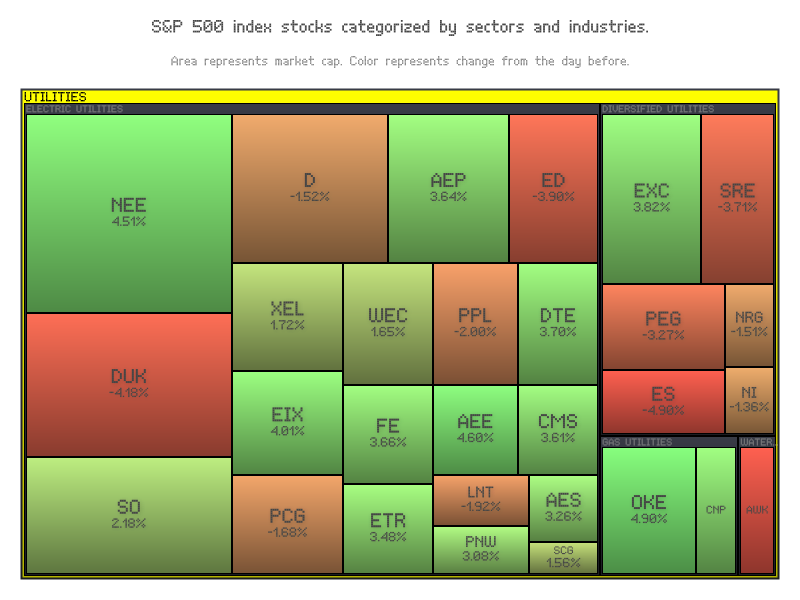 S&P 500 index stocks categorized by sectors and industries.
Area represents market cap. Color represents change from the day before.
UTILITIES
ELECTRIC UTILITIES
NEE
4.51%
DUK
-4.18%
SO
2.18%
D
-1.52%
AEP
3.64%
ED
-3.90%
XEL
1.72%
WEC
1.65%
PPL
-2.00%
DTE
3.70%
EIX
4.01%
FE
3.66%
AEE
4.60%
CMS
3.61%
PCG
-1.68%
ETR
3.48%
LNT
-1.92%
PNW
3.08%
AES
3.26%
SCG
1.56%
DIVERSIFIED UTILITIES
EXC
3.82%
SRE
-3.71%
PEG
-3.27%
NRG
-1.51%
ES
-4.90%
NI
-1.36%
GAS UTILITIES
OKE
4.90%
CNP
WATER
AWK